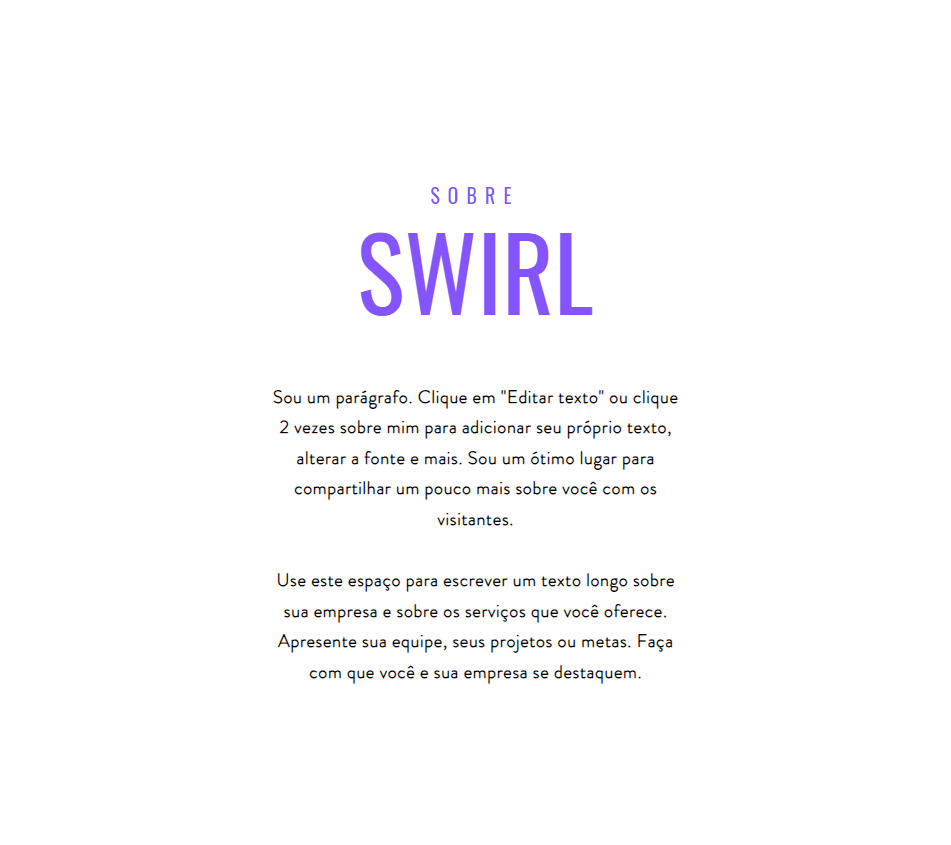 SOBRE
SWIRL
Sou um parágrafo. Clique em "Editar texto" ou clique
2 vezes sobre mim para adicionar seu próprio texto,
alterar a fonte e mais. Sou um ótimo lugar para
compartilhar um pouco mais sobre você com os
visitantes.
Use este espaço para escrever um texto longo sobre
sua empresa e sobre os serviços que você oferece.
Apresente sua equipe, seus projetos ou metas. Faça
com que você e sua empresa se destaquem.